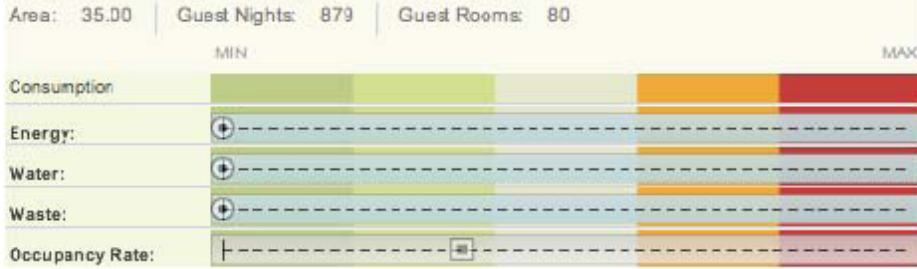 Area: 35.00 Guest Nights: 879 Guest Rooms: 80
MIN MAX
Consumption
Energy:
Water:
Waste:
Occupancy Rate: